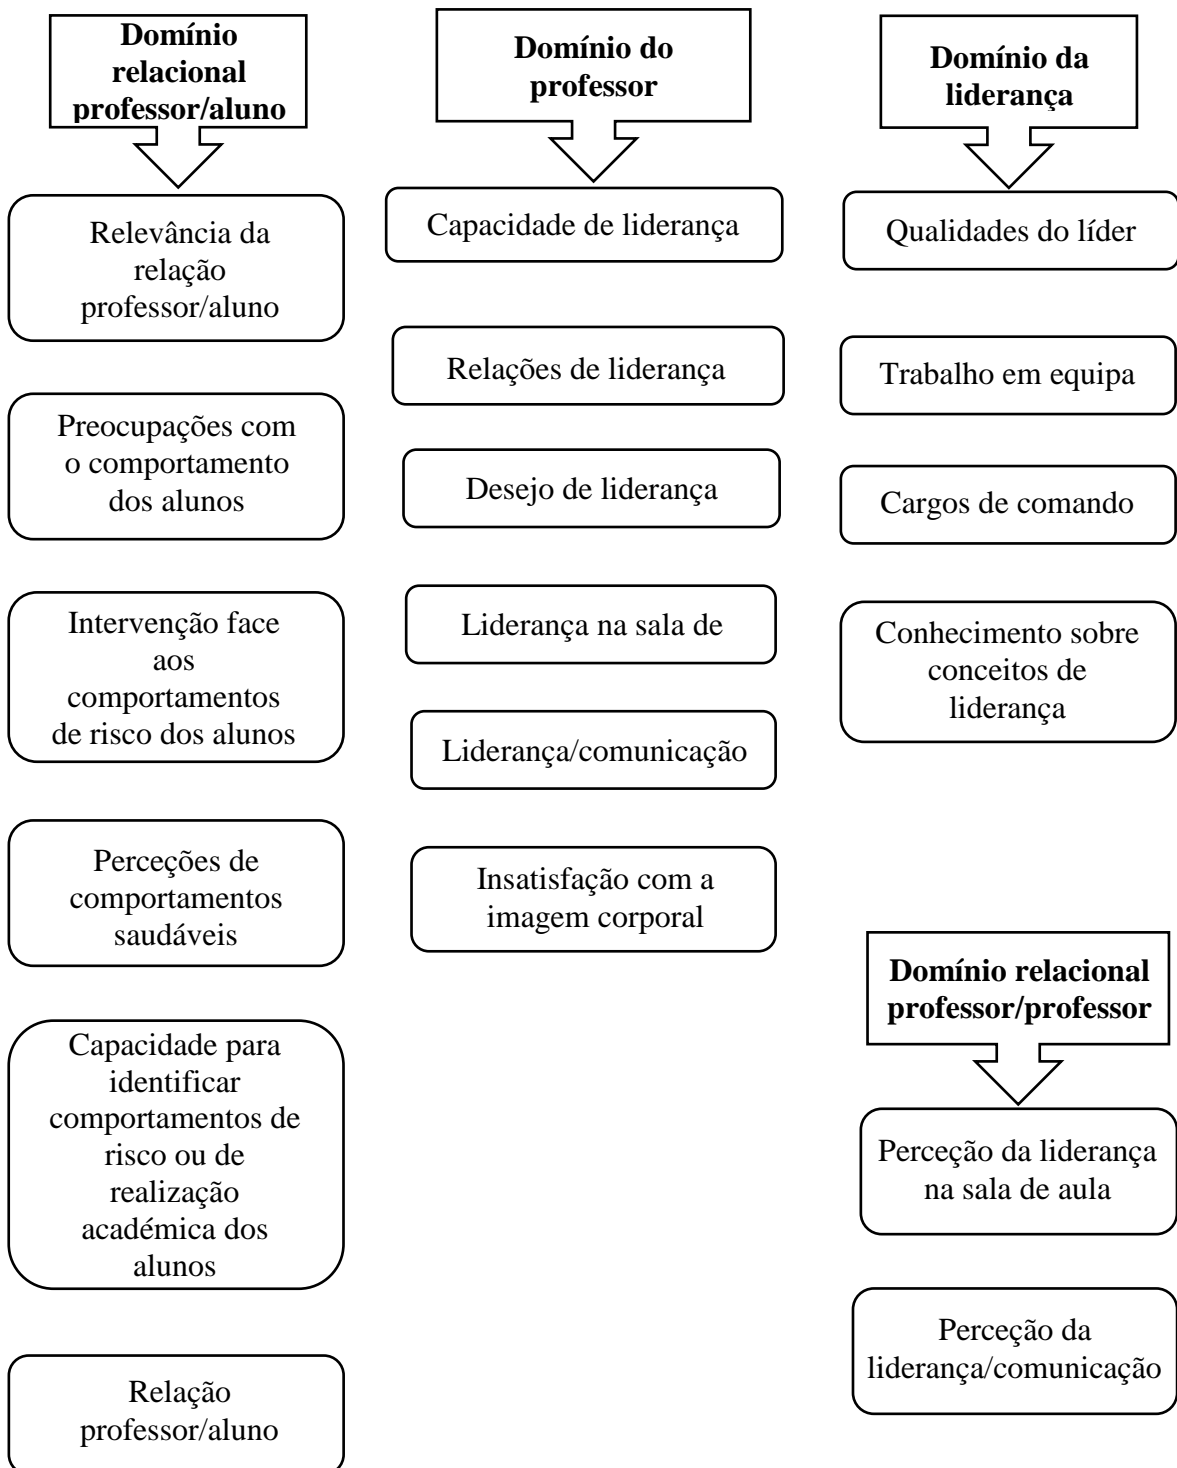 Domínio
relacional
professor/aluno
Relevância da
relação
professor/aluno
Preocupações com
o comportamento
dos alunos
Intervenção face
aos
comportamentos
de risco dos alunos
Perceções de
comportamentos
saudáveis
Capacidade para
identificar
comportamentos de
risco ou de
realização
académica dos
alunos
Relação
professor/aluno
Domínio do
professor
Capacidade de liderança
Relações de liderança
Desejo de liderança
Liderança na sala de
Liderança/comunicação
Insatisfação com a
imagem corporal
Domínio da
liderança
Qualidades do líder
Trabalho em equipa
Cargos de comando
Conhecimento sobre
conceitos de
liderança
Domínio relacional
professor/professor
Perceção da liderança
na sala de aula
Perceção da
liderança/comunicação